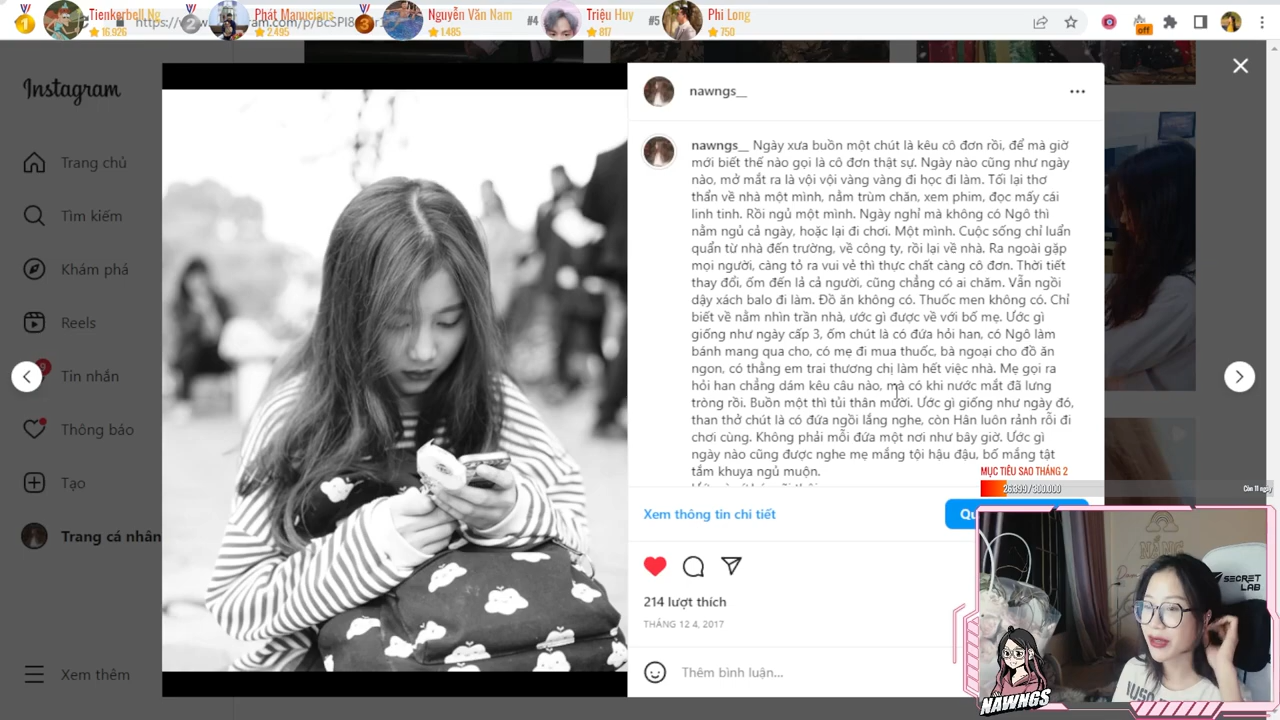 Tienkerbell Ng
16.926
Phát Manucians
2.495
Nguyễn Văn Nam
1.485
#4
Triệu Huy
817
#5
Phi Long
750
off
Instagram
Trang chủ
Tìm kiếm
Khám phá
Reels
Tin nhắn
Thông báo
Tạo
Trang cá nhân
Xem thêm
nawngs__
nawngs__ Ngày xưa buồn một chút là kêu cô đơn rồi, để mà giờ
mới biết thế nào gọi là cô đơn thật sự. Ngày nào cũng như ngày
nào, mở mắt ra là vội vội vàng vàng đi học đi làm. Tối lại thơ
thẩn về nhà một mình, nằm trùm chăn, xem phim, đọc mấy cái
linh tinh. Rồi ngủ một mình. Ngày nghỉ mà không có Ngô thì
nằm ngủ cả ngày, hoặc lại đi chơi. Một mình. Cuộc sống chỉ luẩn
quẩn từ nhà đến trường, về công ty, rồi lại về nhà. Ra ngoài gặp
mọi người, càng tỏ ra vui vẻ thì thực chất càng cô đơn. Thời tiết
thay đổi, ốm đến lả cả người, cũng chẳng có ai chăm. Vẫn ngồi
dậy xách balo đi làm. Đồ ăn không có. Thuốc men không có. Chỉ
biết về nằm nhìn trần nhà, ước gì được về với bố mẹ. Ước gì
giống như ngày cấp 3, ốm chút là có đứa hỏi han, có Ngô làm
bánh mang qua cho, có mẹ đi mua thuốc, bà ngoại cho đồ ăn
ngon, có thằng em trai thương chị làm hết việc nhà. Mẹ gọi ra
hỏi han chẳng dám kêu câu nào, mà có khi nước mắt đã lưng
tròng rồi. Buồn một thì tủi thân mười. Ước gì giống như ngày đó,
than thở chút là có đứa ngồi lắng nghe, còn Hân luôn rảnh rỗi đi
chơi cùng. Không phải mỗi đứa một nơi như bây giờ. Ước gì
ngày nào cũng được nghe mẹ mắng tội hậu đậu, bố mắng tật
tắm khuya ngủ muộn.
MỤC TIÊU SAO THÁNG 2
26399/300.000
Còn 11 ngày
Xem thông tin chi tiết
214 lượt thích
THÁNG 12 4, 2017
Thêm bình luận...
SECRET
LAB
NAWNGS